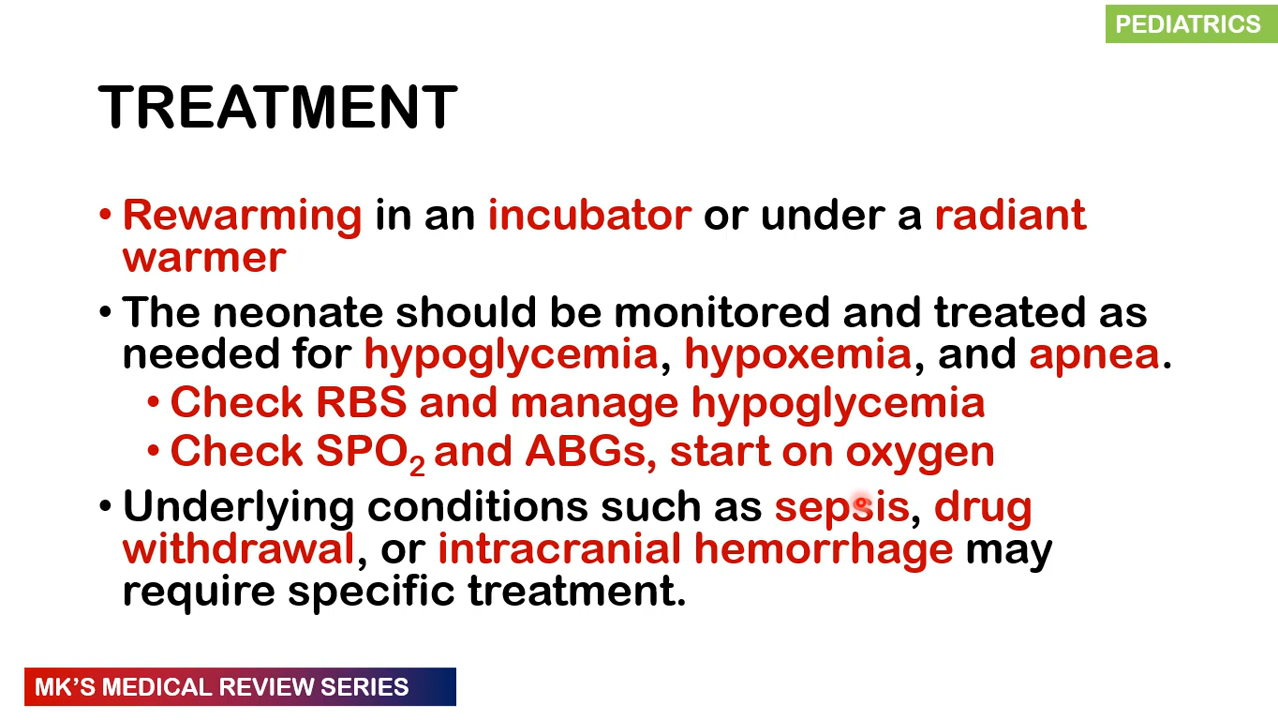 PEDIATRICS
TREATMENT
• Rewarming in an incubator or under a radiant
warmer
• The neonate should be monitored and treated as
needed for hypoglycemia, hypoxemia, and apnea.
• Check RBS and manage hypoglycemia
• Check SPO₂ and ABGs, start on oxygen
• Underlying conditions such as sepsis, drug
withdrawal, or intracranial hemorrhage may
require specific treatment.
MK'S MEDICAL REVIEW SERIES